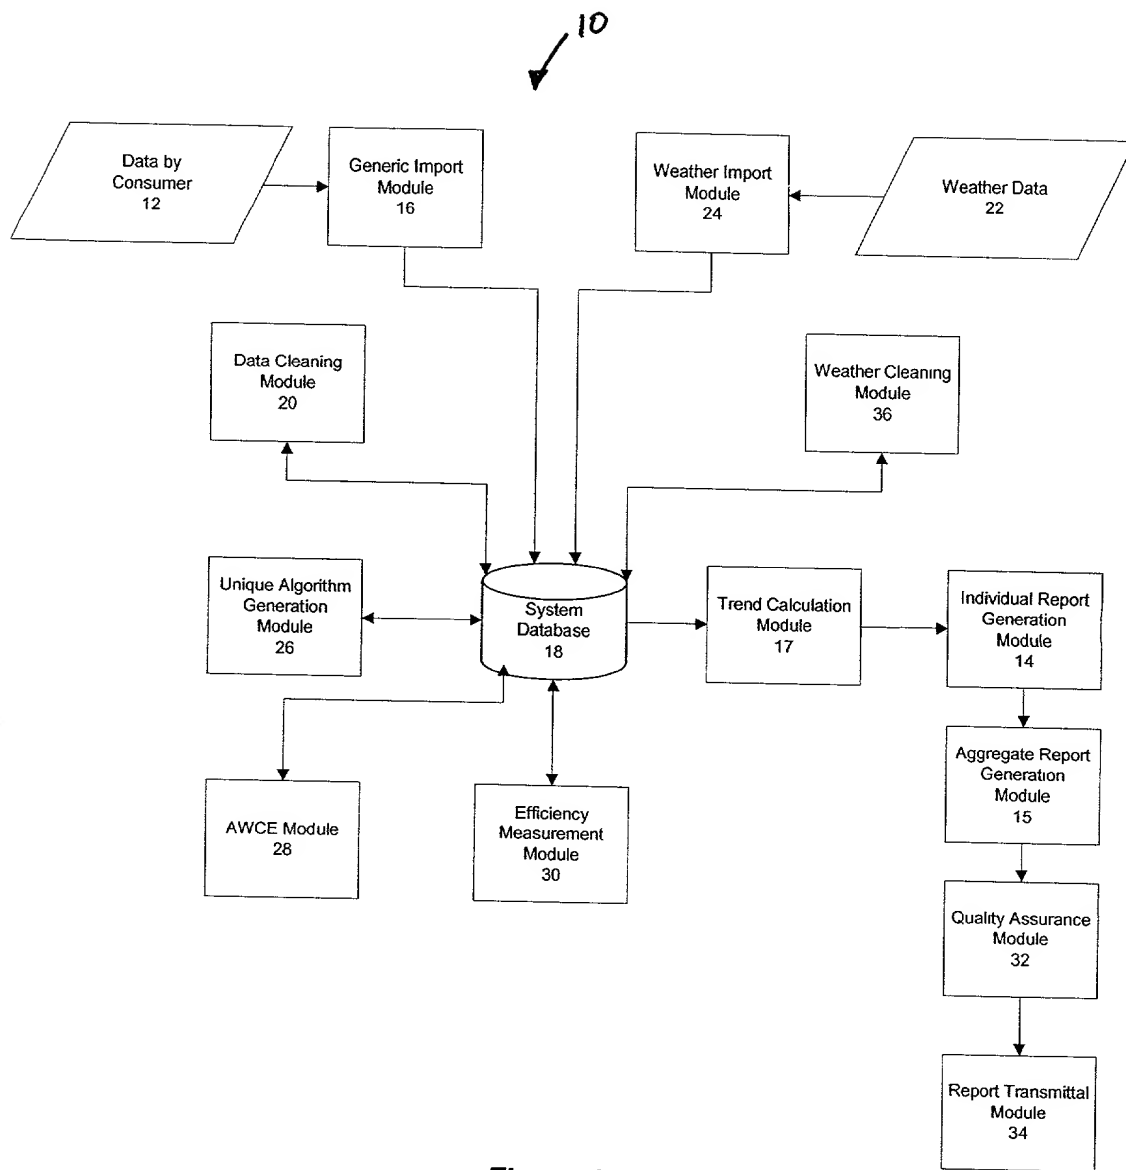 10
Data by
Consumer
12
Generic Import
Module
16
Weather Import
Module
24
Weather Data
22
Data Cleaning
Module
20
Weather Cleaning
Module
36
Unique Algorithm
Generation
Module
26
System
Database
18
Trend Calculation
Module
17
Individual Report
Generation
Module
14
Aggregate Report
Generation
Module
15
AWCE Module
28
Efficiency
Measurement
Module
30
Quality Assurance
Module
32
Report Transmittal
Module
34